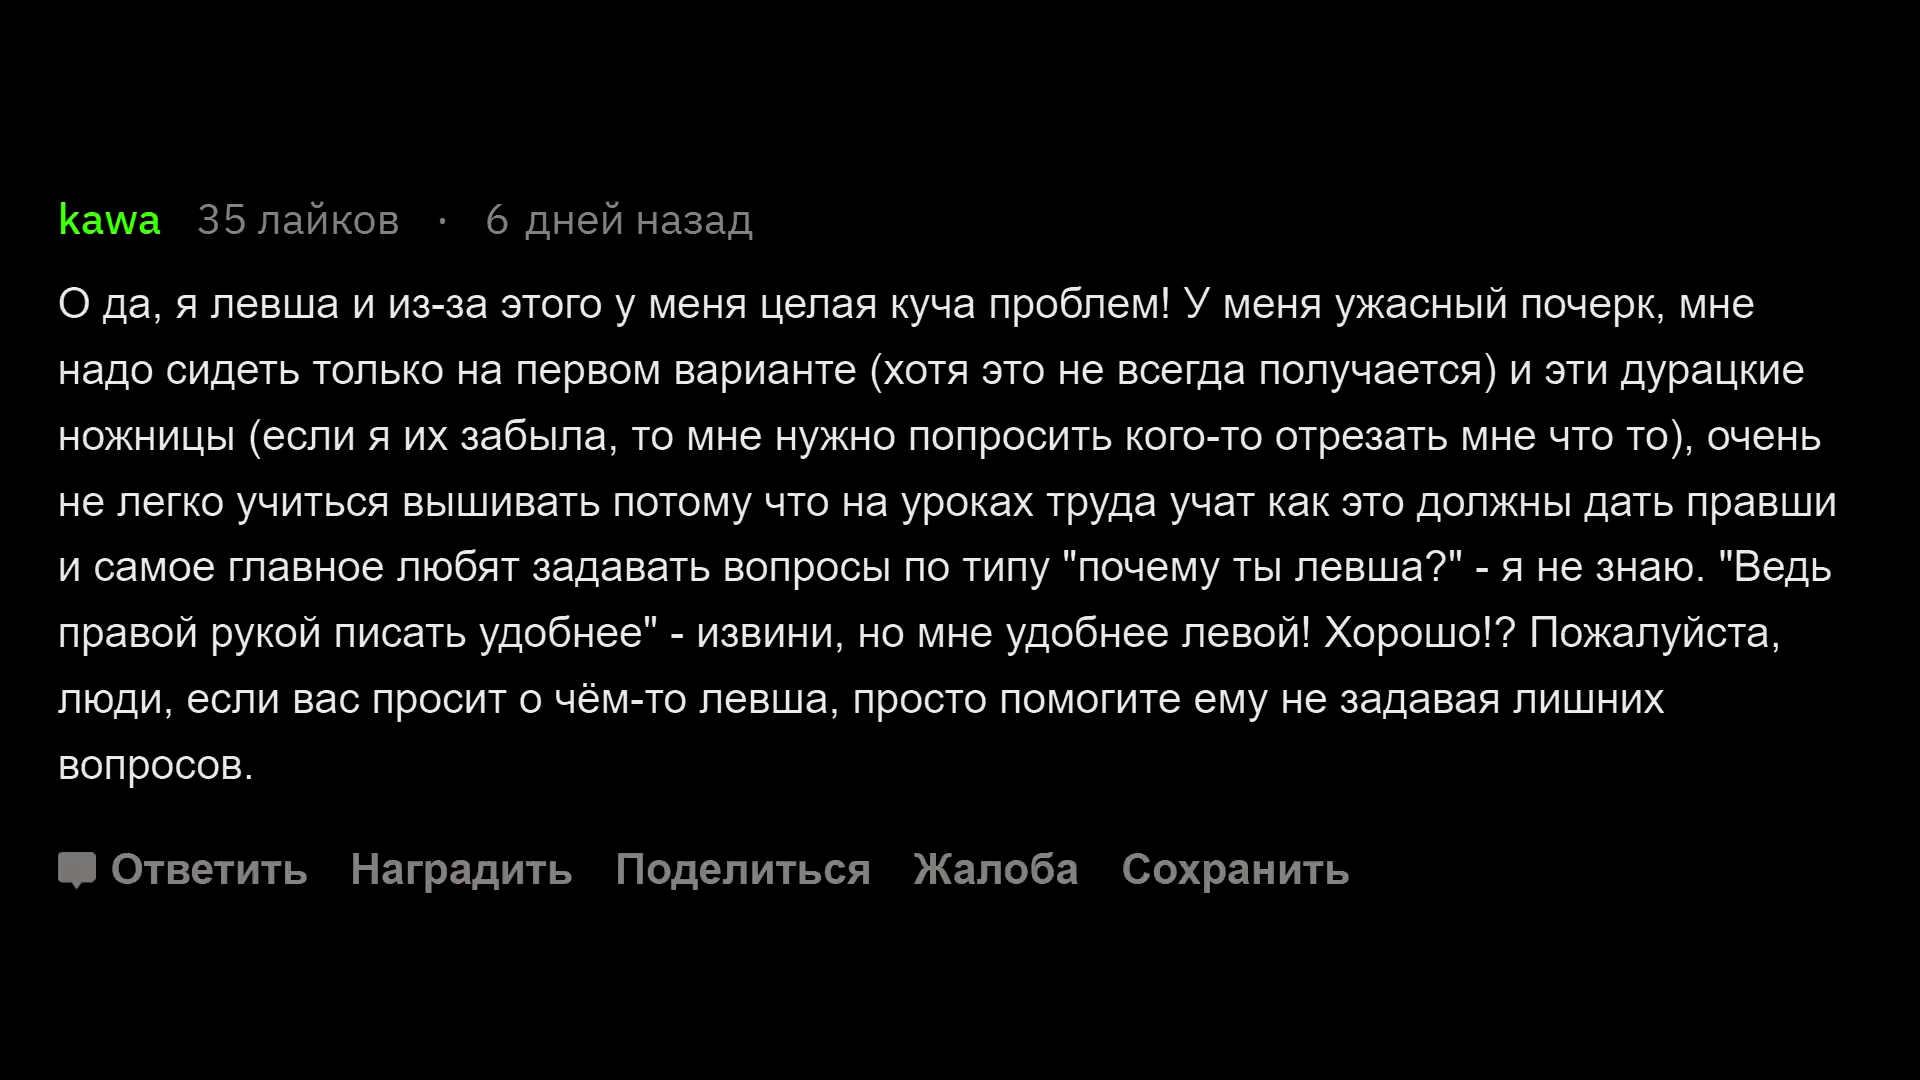 kawa 35 лайков · 6 дней назад
О да, я левша и из-за этого у меня целая куча проблем! У меня ужасный почерк, мне
надо сидеть только на первом варианте (хотя это не всегда получается) и эти дурацкие
ножницы (если я их забыла, то мне нужно попросить кого-то отрезать мне что то), очень
не легко учиться вышивать потому что на уроках труда учат как это должны дать правши
и самое главное любят задавать вопросы по типу "почему ты левша?" - я не знаю. "Ведь
правой рукой писать удобнее" - извини, но мне удобнее левой! Хорошо!? Пожалуйста,
люди, если вас просит о чём-то левша, просто помогите ему не задавая лишних
вопросов.
Ответить Наградить Поделиться Жалоба Сохранить